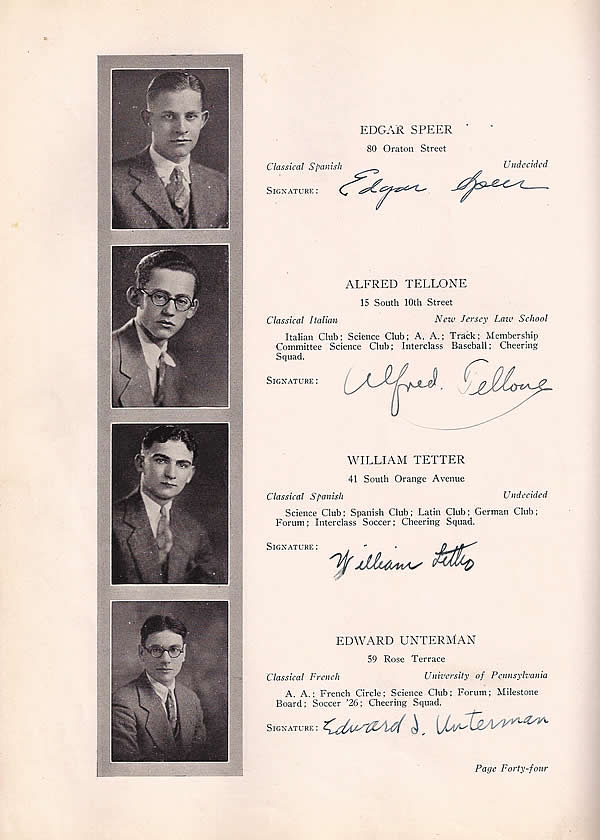 EDGAR SPEER
80 Oraton Street
Classical Spanish Undecided
SIGNATURE: Edgar Speer
ALFRED TELLONE
15 South 10th Street
Classical Italian New Jersey Law School
Italian Club; Science Club; A. A.; Track; Membership
Committee Science Club; Interclass Baseball; Cheering
Squad.
SIGNATURE: Alfred. Tellone
WILLIAM TETTER
41 South Orange Avenue
Classical Spanish Undecided
Science Club; Spanish Club; Latin Club; German Club;
Forum; Interclass Soccer; Cheering Squad.
SIGNATURE: William
EDWARD UNTERMAN
59 Rose Terrace
Classical French University of Pennsylvania
A. A.; French Circle; Science Club; Forum; Milestone
Board; Soccer '26; Cheering Squad.
SIGNATURE: Edward J. Unterman
Page Forty-four